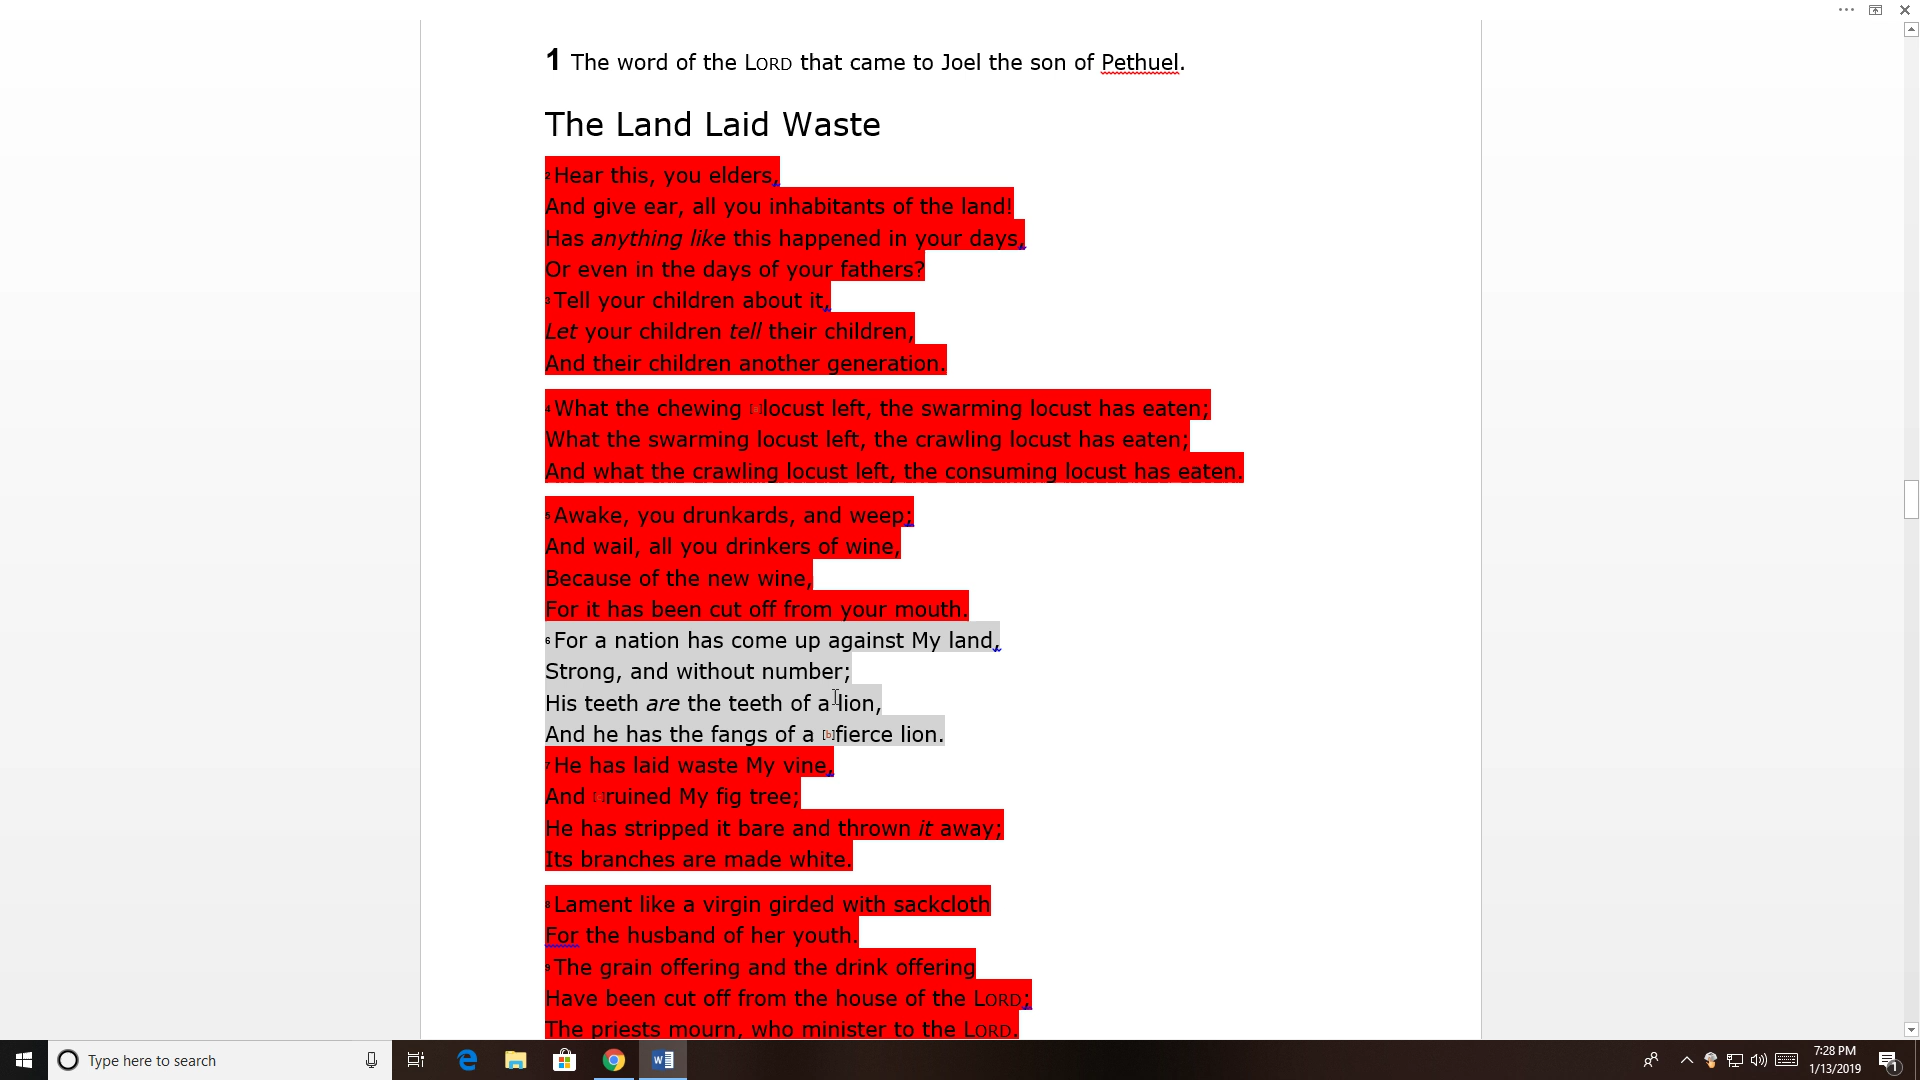 1 The word of the LORD that came to Joel the son of Pethuel.
The Land Laid Waste
2 Hear this, you elders,
And give ear, all you inhabitants of the land!
Has anything like this happened in your days,
Or even in the days of your fathers?
3 Tell your children about it,
Let your children tell their children,
And their children another generation.
4 What the chewing locust left, the swarming locust has eaten;
What the swarming locust left, the crawling locust has eaten;
And what the crawling locust left, the consuming locust has eaten.
5 Awake, you drunkards, and weep;
And wail, all you drinkers of wine,
Because of the new wine,
For it has been cut off from your mouth.
6 For a nation has come up against My land,
Strong, and without number;
His teeth are the teeth of a lion,
And he has the fangs of a [b]fierce lion.
7 He has laid waste My vine,
And ruined My fig tree;
He has stripped it bare and thrown it away;
Its branches are made white.
8 Lament like a virgin girded with sackcloth
For the husband of her youth.
9 The grain offering and the drink offering
Have been cut off from the house of the LORD;
The priests mourn, who minister to the LORD.
Type here to search
7:28 PM
1/13/2019
1